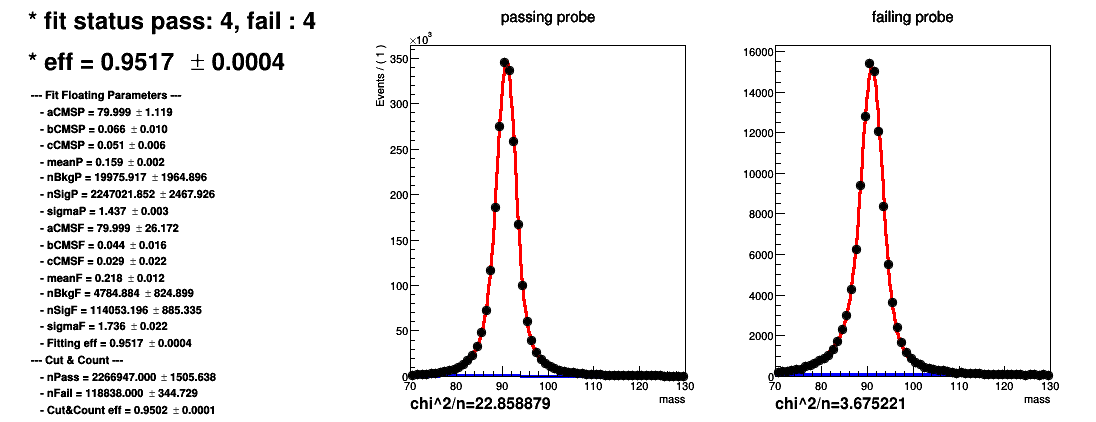 * fit status pass: 4, fail : 4
* eff = 0.9517 ± 0.0004
--- Fit Floating Parameters ---
- aCMSP = 79.999 ± 1.119
- bCMSP = 0.066 ± 0.010
- cCMSP = 0.051 ± 0.006
- meanP = 0.159 ± 0.002
- nBkgP = 19975.917 ± 1964.896
- nSigP = 2247021.852 ± 2467.926
- sigmaP = 1.437 ± 0.003
- aCMSF = 79.999 ± 26.172
- bCMSF = 0.044 ± 0.016
- cCMSF = 0.029 ± 0.022
- meanF = 0.218 ± 0.012
- nBkgF = 4784.884 ± 824.899
- nSigF = 114053.196 ± 885.335
- sigmaF = 1.736 ± 0.022
- Fitting eff = 0.9517 ± 0.0004
--- Cut & Count ---
- nPass = 2266947.000 ± 1505.638
- nFail = 118838.000 ± 344.729
- Cut&Count eff = 0.9502 ± 0.0001
passing probe
×10³
Events / ( 1 )
350
300
250
200
150
100
50
0
70 80 90 100 110 120 130
mass
chi^2/n=22.858879
failing probe
16000
14000
12000
10000
8000
6000
4000
2000
0
70 80 90 100 110 120 130
mass
chi^2/n=3.675221